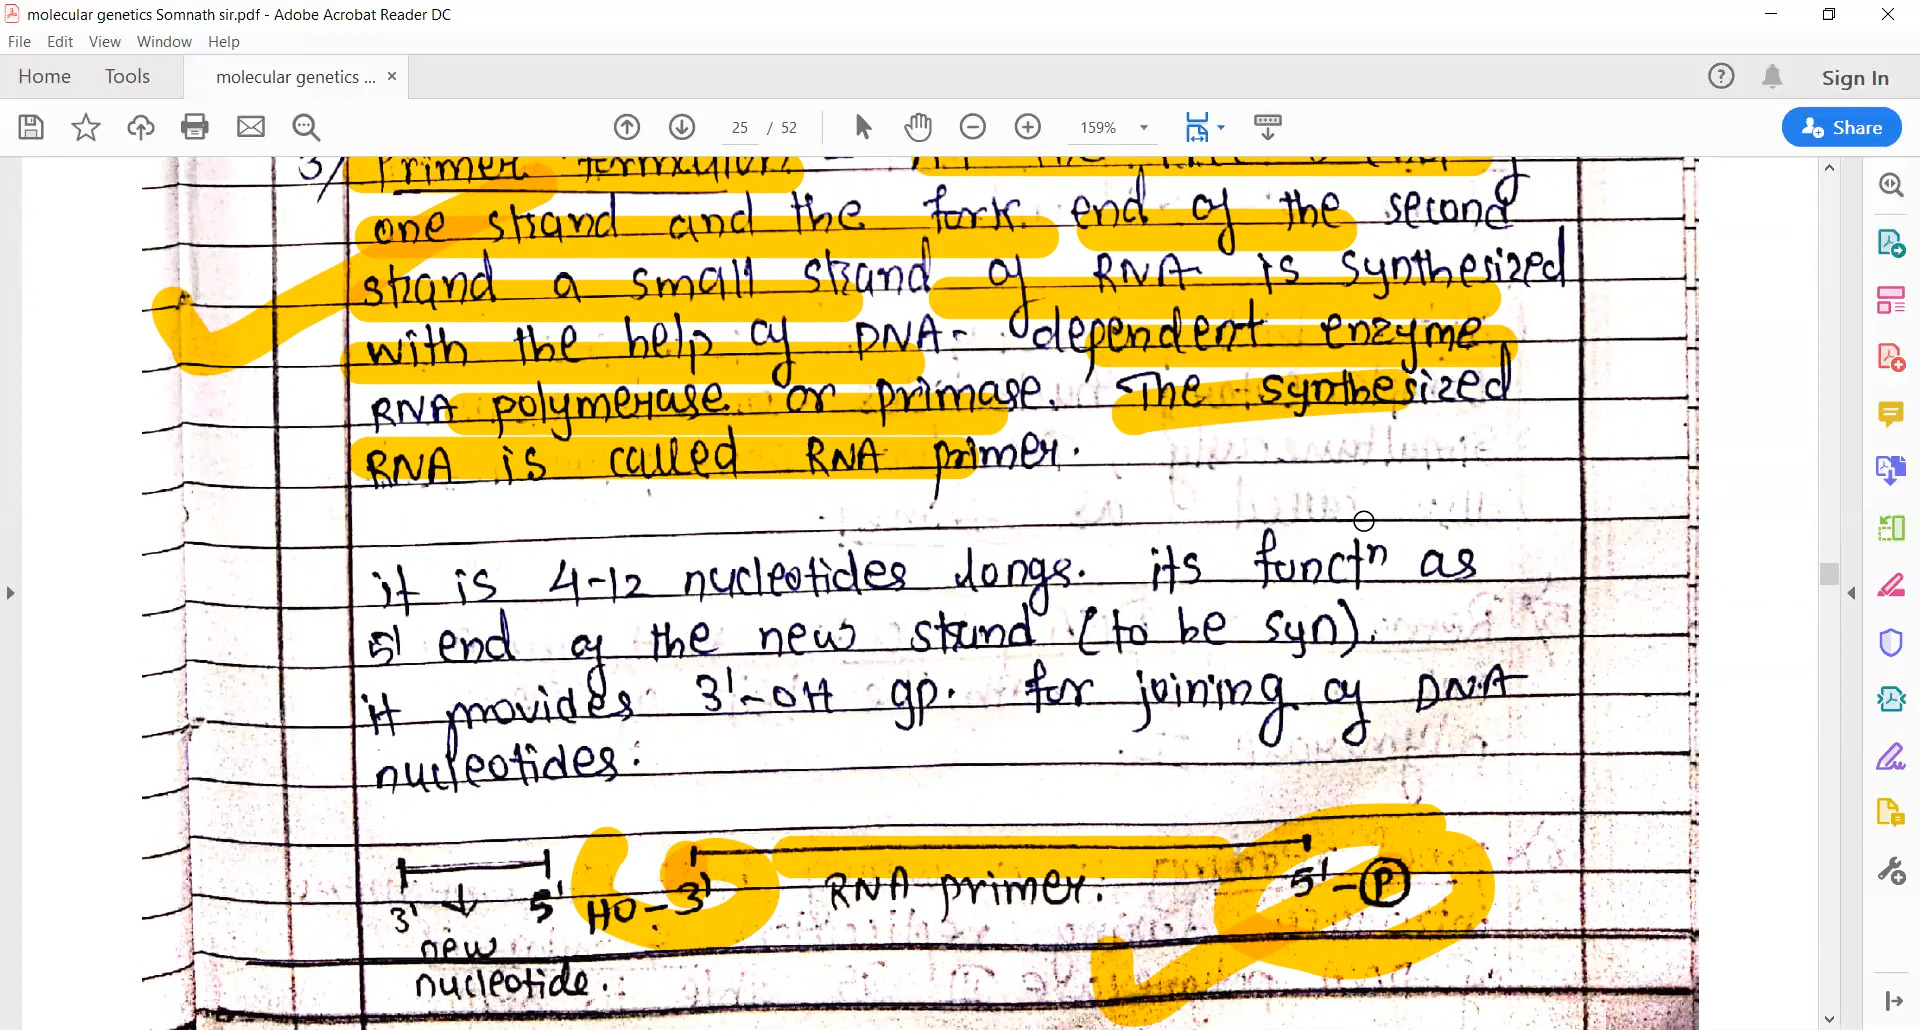 molecular genetics Somnath sir.pdf - Adobe Acrobat Reader DC
File Edit View Window Help
Home Tools molecular genetics ... ×
? Sign In
25 / 52 159% Share
3/ Primer formation
one strand and the fork end of the second
strand a small strand of RNA is synthesized
with the help of DNA- dependent enzyme
RNA polymerase or primase. The synthesized
RNA is called RNA primer.
it is 4-12 nucleotides longs. its functⁿ as
5' end of the new strand (to be syn).
it provides 3'-OH gp. for joining of DNA
nucleotides.
3' 5' HO-3' RNA primer. 5'-P
new
nucleotide.